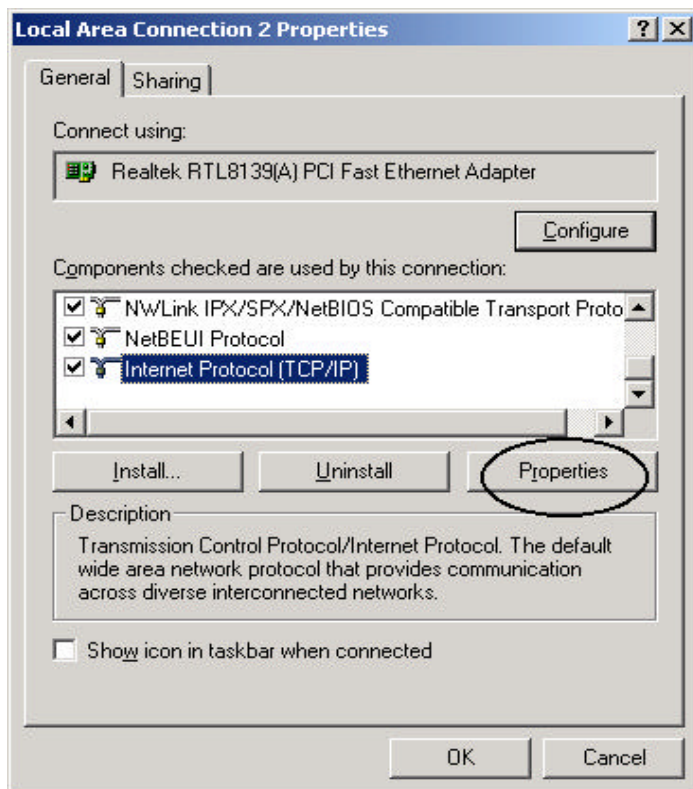 Local Area Connection 2 Properties
General Sharing
Connect using:
Realtek RTL8139(A) PCI Fast Ethernet Adapter
Configure
Components checked are used by this connection:
NWLink IPX/SPX/NetBIOS Compatible Transport Proto
NetBEUI Protocol
Internet Protocol (TCP/IP)
Install... Uninstall Properties
Description
Transmission Control Protocol/Internet Protocol. The default
wide area network protocol that provides communication
across diverse interconnected networks.
Show icon in taskbar when connected
OK Cancel